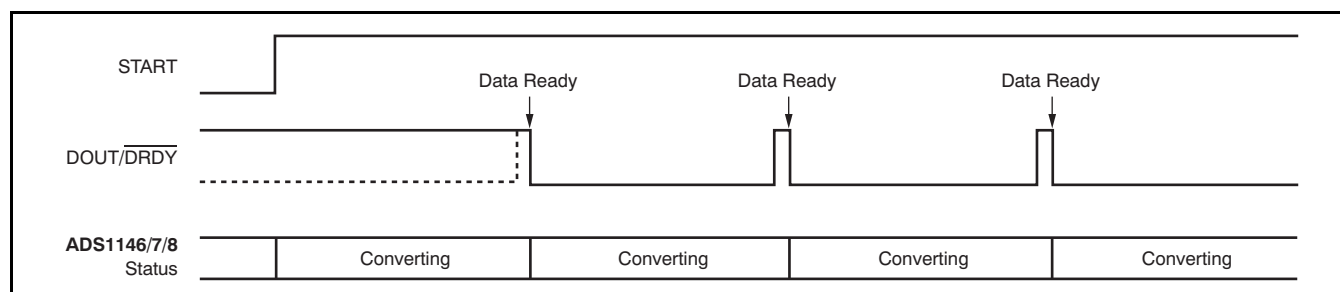 START
Data Ready
Data Ready
Data Ready
DOUT/DRDY
ADS1146/7/8
Status
Converting
Converting
Converting
Converting